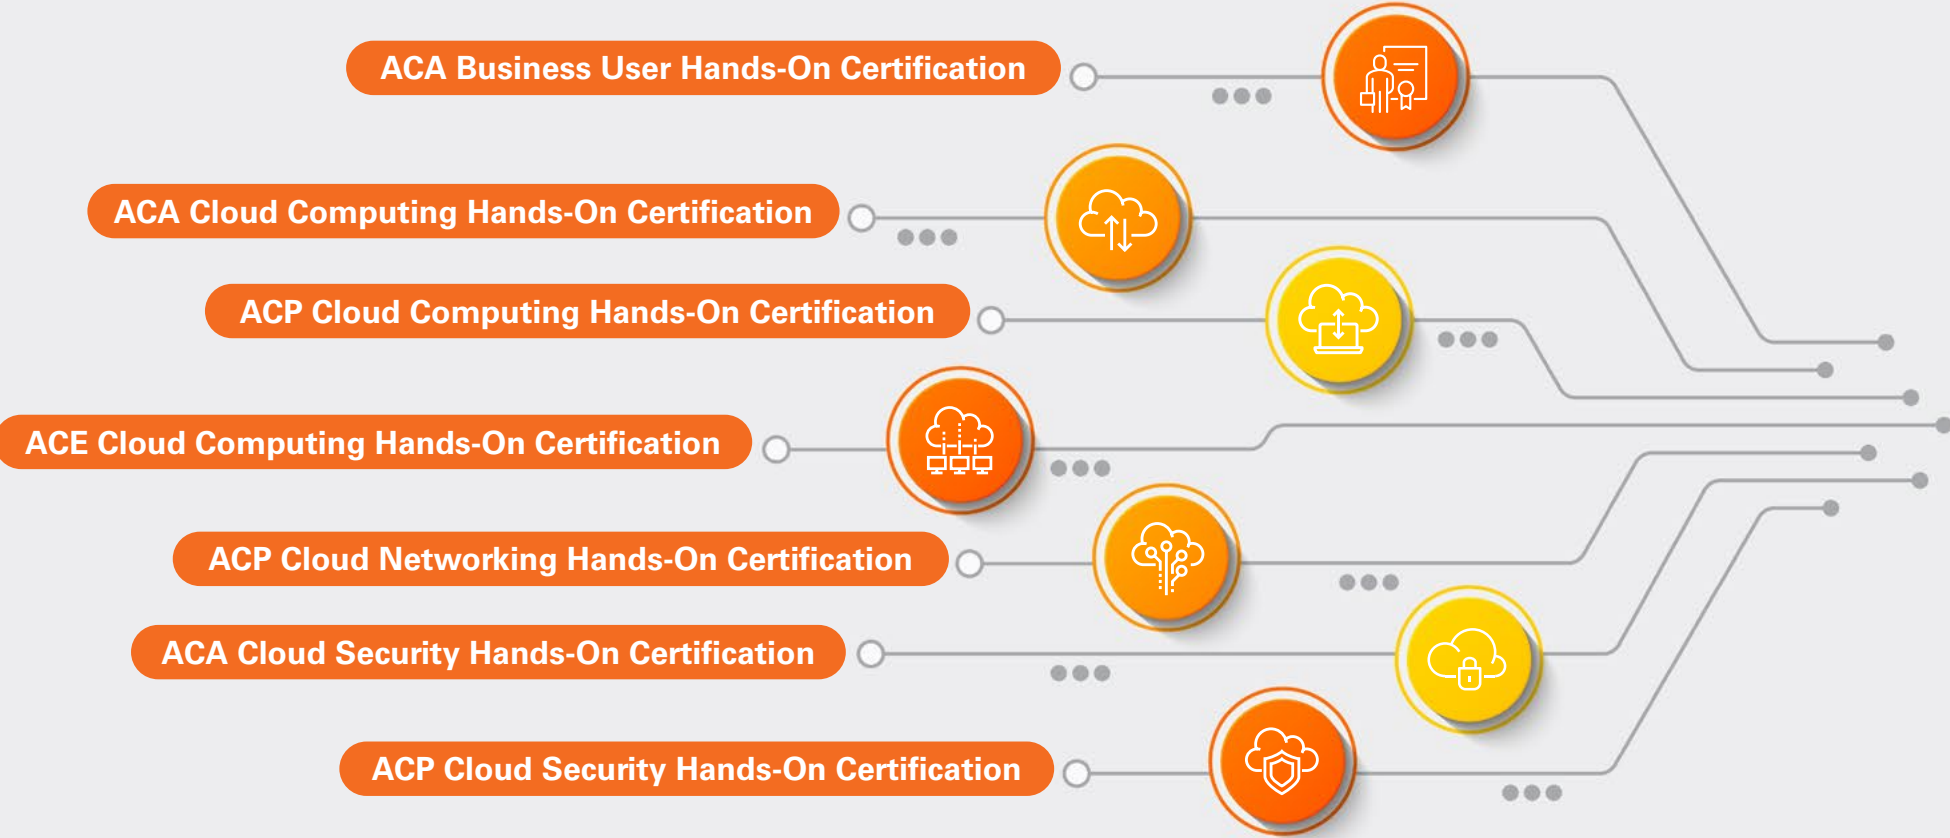 ACA Business User Hands-On Certification
ACA Cloud Computing Hands-On Certification
ACP Cloud Computing Hands-On Certification
ACE Cloud Computing Hands-On Certification
ACP Cloud Networking Hands-On Certification
ACA Cloud Security Hands-On Certification
ACP Cloud Security Hands-On Certification